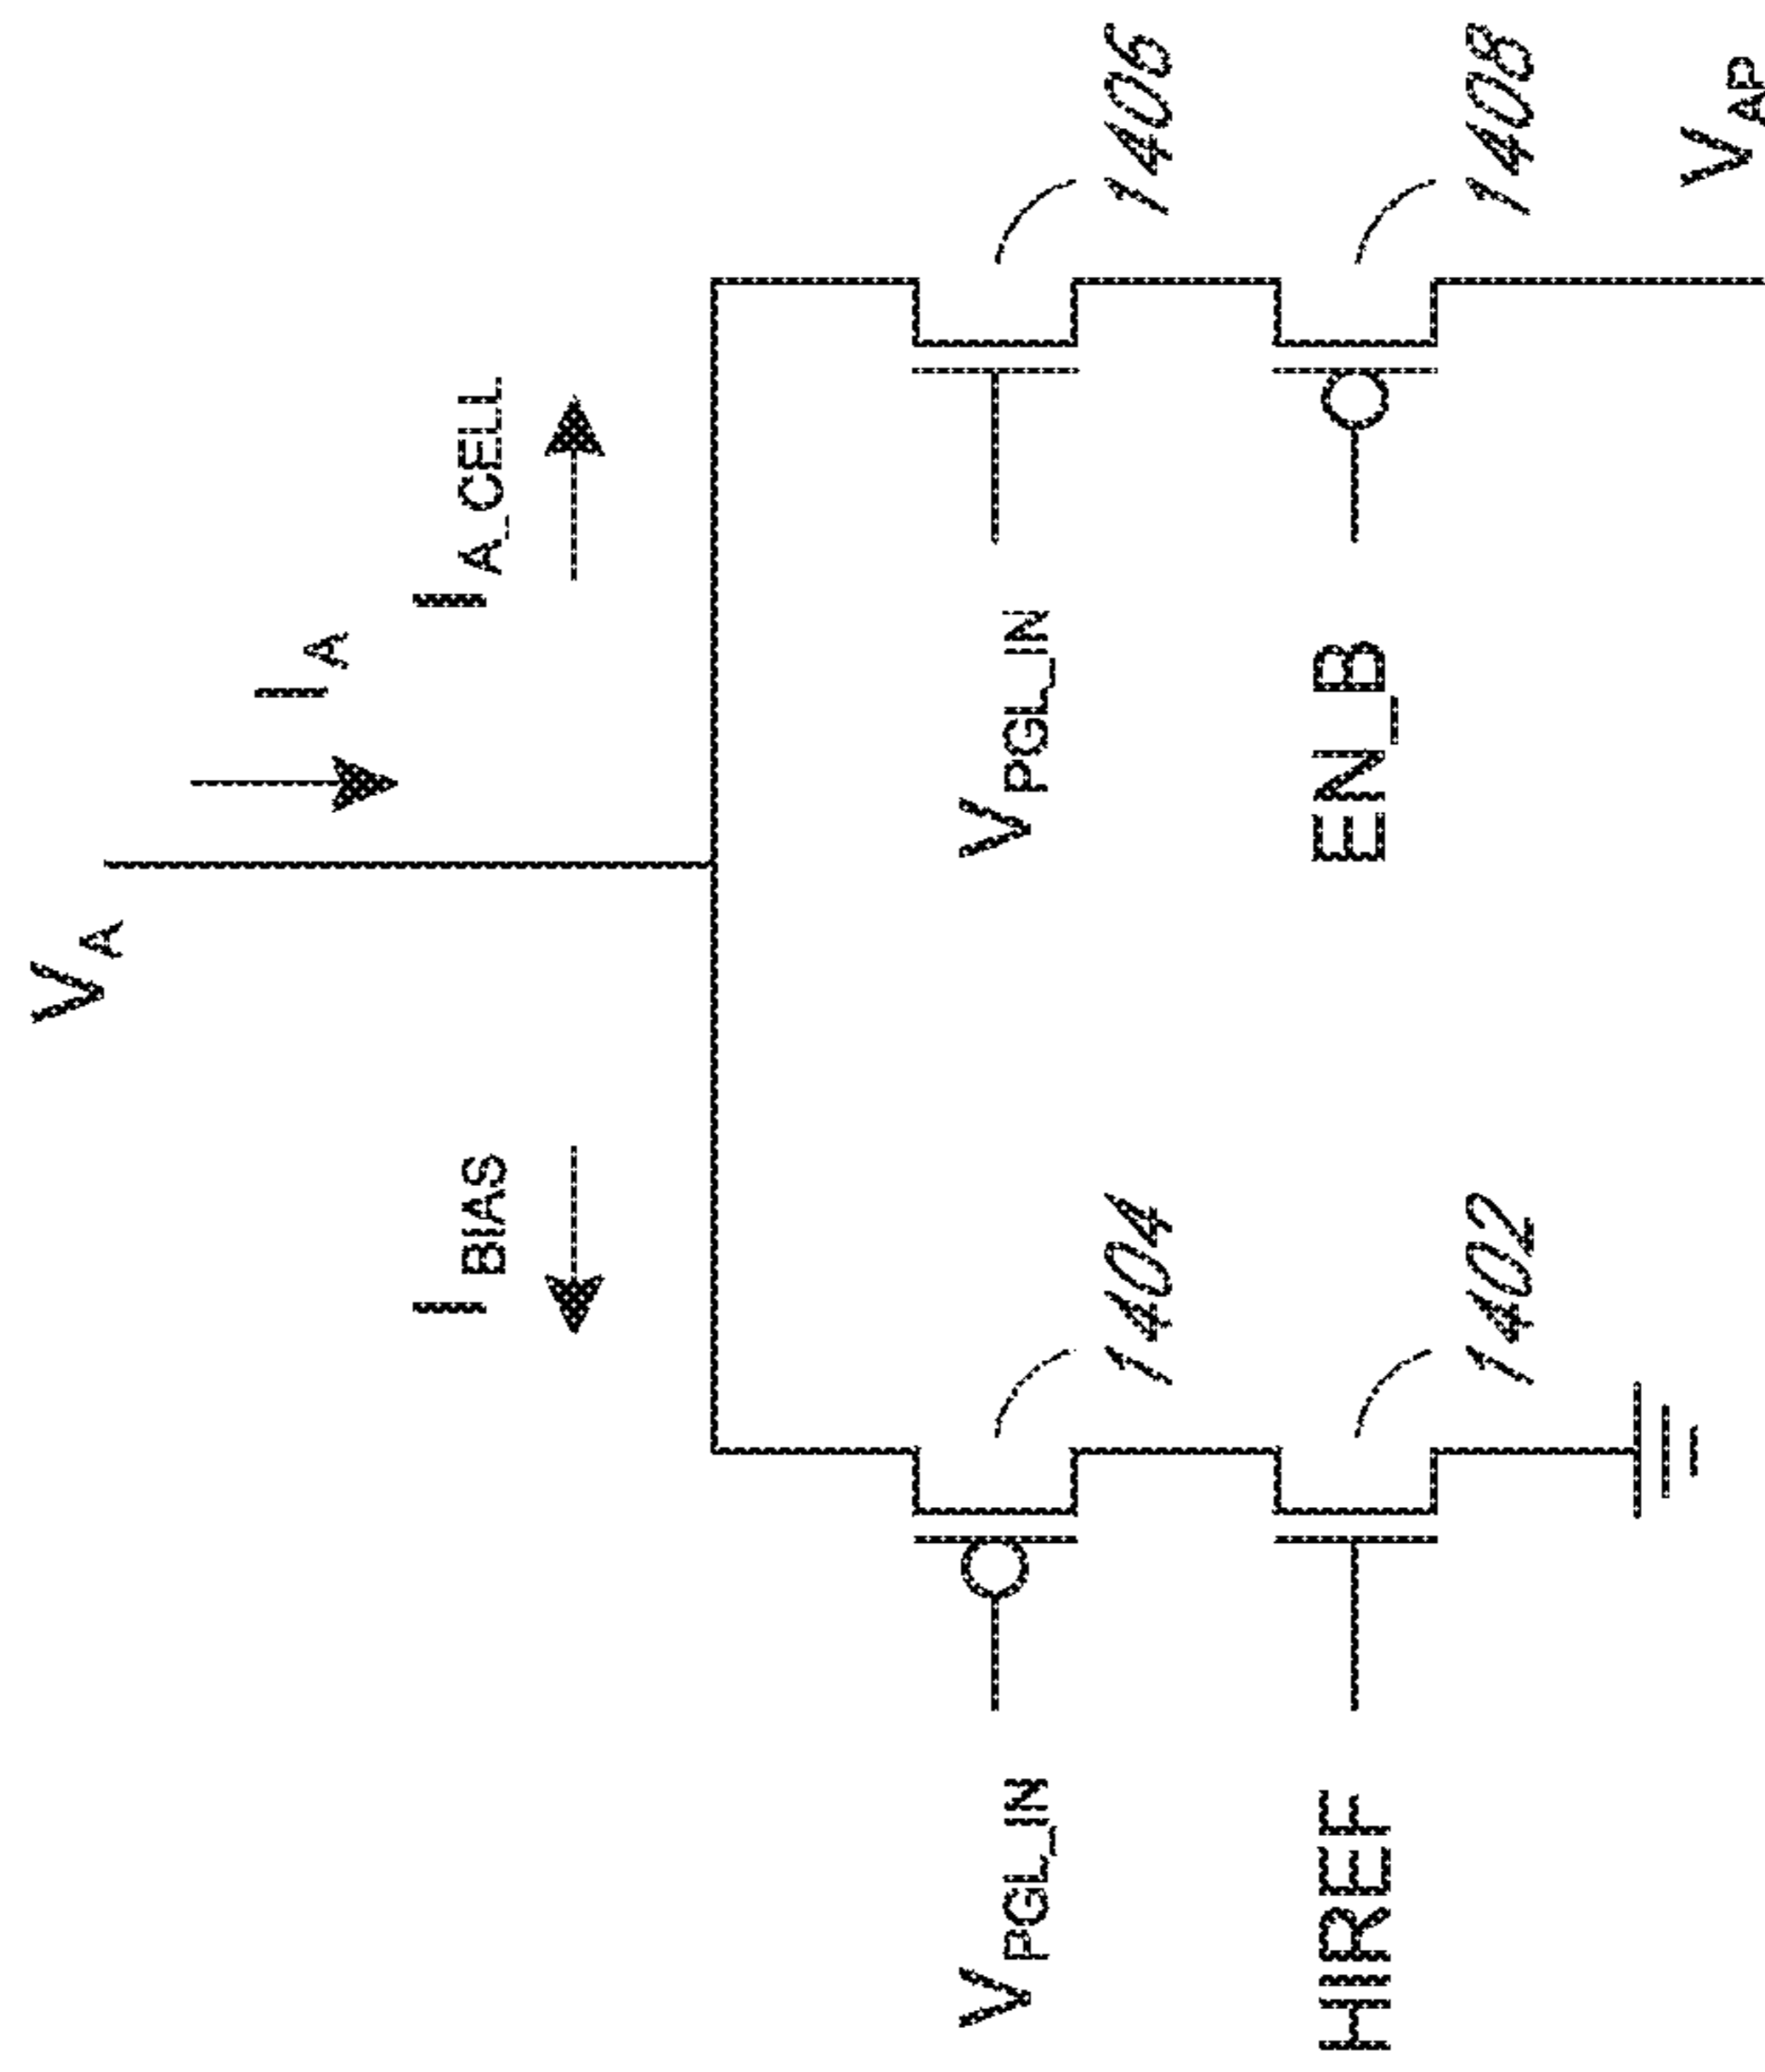 V_A
I_A
I_BIAS
I_A_CELL
V_PGL_IN
1404
V_PGL_IN
1406
HIREF
1402
EN_B
1408
V_AP